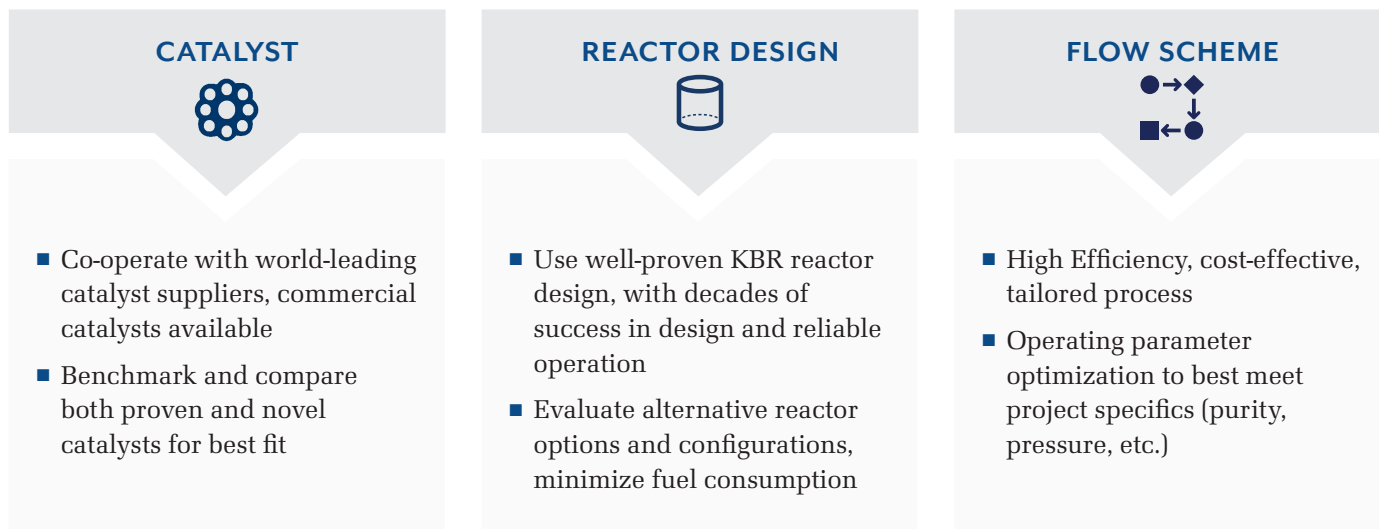 CATALYST
Co-operate with world-leading
catalyst suppliers, commercial
catalysts available
Benchmark and compare
both proven and novel
catalysts for best fit
REACTOR DESIGN
Use well-proven KBR reactor
design, with decades of
success in design and reliable
operation
Evaluate alternative reactor
options and configurations,
minimize fuel consumption
FLOW SCHEME
High Efficiency, cost-effective,
tailored process
Operating parameter
optimization to best meet
project specifics (purity,
pressure, etc.)